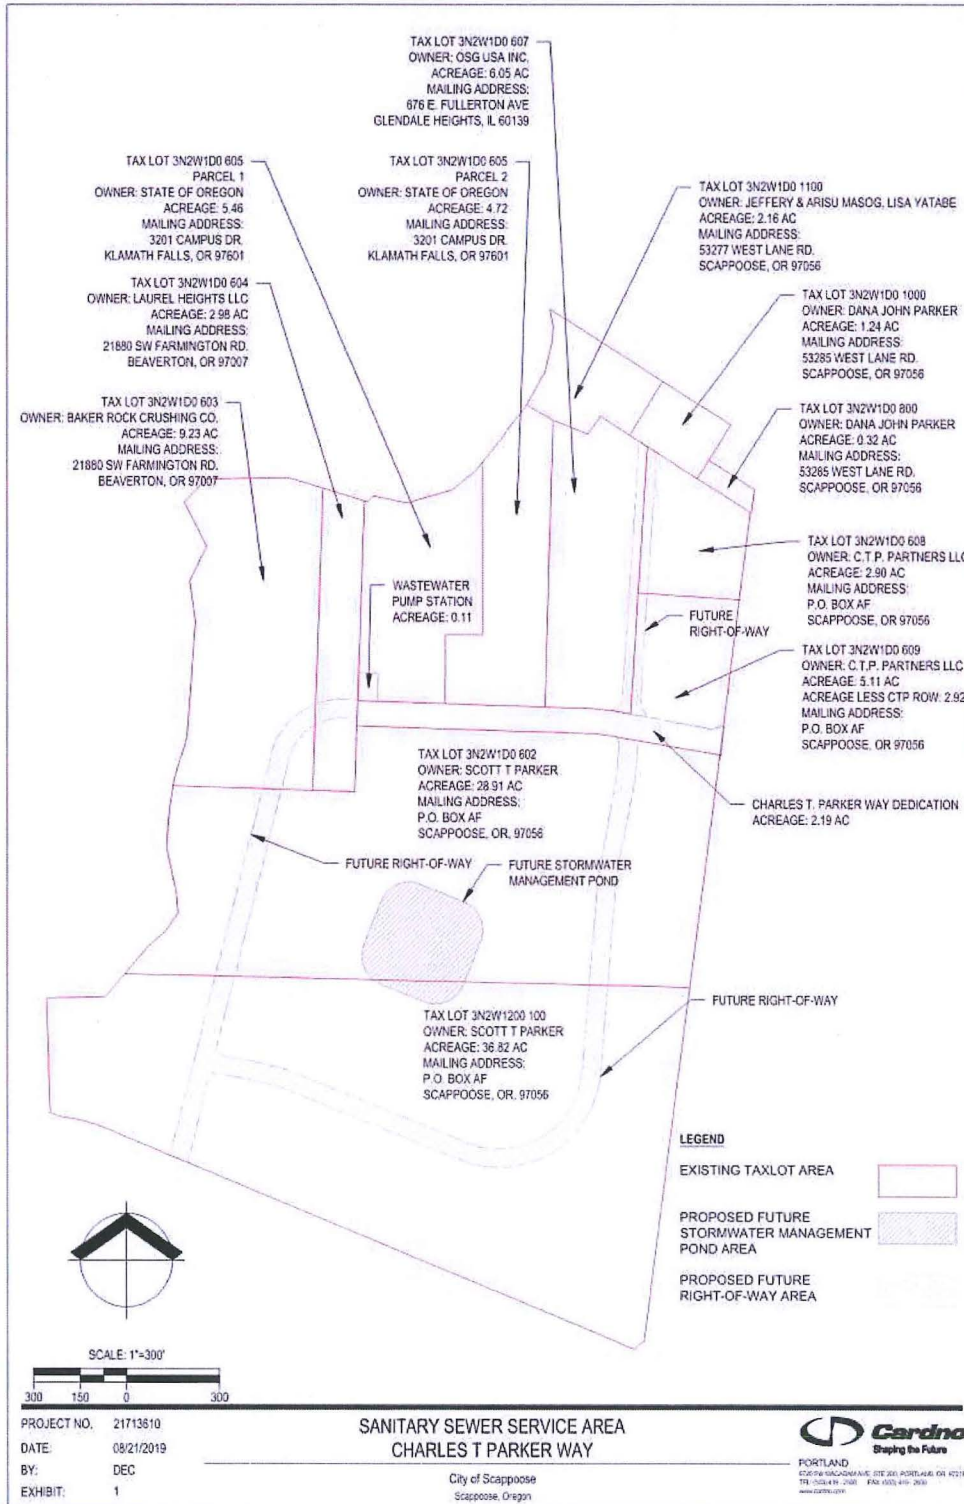 TAX LOT 3N2W1D0 607
OWNER: OSG USA INC.
ACREAGE: 6.05 AC
MAILING ADDRESS:
676 E. FULLERTON AVE
GLENDALE HEIGHTS, IL 60139
TAX LOT 3N2W1D0 605
PARCEL 1
OWNER: STATE OF OREGON
ACREAGE: 5.46
MAILING ADDRESS:
3201 CAMPUS DR.
KLAMATH FALLS, OR 97601
TAX LOT 3N2W1D0 605
PARCEL 2
OWNER: STATE OF OREGON
ACREAGE: 4.72
MAILING ADDRESS:
3201 CAMPUS DR.
KLAMATH FALLS, OR 97601
TAX LOT 3N2W1D0 1100
OWNER: JEFFERY & ARISU MASOG, LISA YATABE
ACREAGE: 2.16 AC
MAILING ADDRESS:
53277 WEST LANE RD.
SCAPPOOSE, OR 97056
TAX LOT 3N2W1D0 604
OWNER: LAUREL HEIGHTS LLC
ACREAGE: 2.98 AC
MAILING ADDRESS:
21880 SW FARMINGTON RD.
BEAVERTON, OR 97007
TAX LOT 3N2W1D0 1000
OWNER: DANA JOHN PARKER
ACREAGE: 1.24 AC
MAILING ADDRESS:
53285 WEST LANE RD.
SCAPPOOSE, OR 97056
TAX LOT 3N2W1D0 603
OWNER: BAKER ROCK CRUSHING CO.
ACREAGE: 9.23 AC
MAILING ADDRESS:
21880 SW FARMINGTON RD.
BEAVERTON, OR 97007
TAX LOT 3N2W1D0 800
OWNER: DANA JOHN PARKER
ACREAGE: 0.32 AC
MAILING ADDRESS:
53285 WEST LANE RD.
SCAPPOOSE, OR 97056
TAX LOT 3N2W1D0 608
OWNER: C.T.P. PARTNERS LLC
ACREAGE: 2.90 AC
MAILING ADDRESS:
P.O. BOX AF
SCAPPOOSE, OR 97056
WASTEWATER
PUMP STATION
ACREAGE: 0.11
FUTURE
RIGHT-OF-WAY
TAX LOT 3N2W1D0 609
OWNER: C.T.P. PARTNERS LLC
ACREAGE: 5.11 AC
ACREAGE LESS CTP ROW: 2.92
MAILING ADDRESS:
P.O. BOX AF
SCAPPOOSE, OR 97056
TAX LOT 3N2W1D0 602
OWNER: SCOTT T PARKER
ACREAGE: 28.91 AC
MAILING ADDRESS:
P.O. BOX AF
SCAPPOOSE, OR, 97056
CHARLES T. PARKER WAY DEDICATION
ACREAGE: 2.19 AC
FUTURE RIGHT-OF-WAY
FUTURE STORMWATER
MANAGEMENT POND
FUTURE RIGHT-OF-WAY
TAX LOT 3N2W1200 100
OWNER: SCOTT T PARKER
ACREAGE: 36.82 AC
MAILING ADDRESS:
P.O. BOX AF
SCAPPOOSE, OR, 97056
LEGEND
EXISTING TAXLOT AREA
PROPOSED FUTURE
STORMWATER MANAGEMENT
POND AREA
PROPOSED FUTURE
RIGHT-OF-WAY AREA
SCALE: 1"=300'
300 150 0 300
PROJECT NO. 21713610
DATE: 08/21/2019
BY: DEC
EXHIBIT: 1
SANITARY SEWER SERVICE AREA
CHARLES T PARKER WAY
City of Scappoose
Scappoose, Oregon
Cardno
Shaping the Future
PORTLAND
www.cardno.com